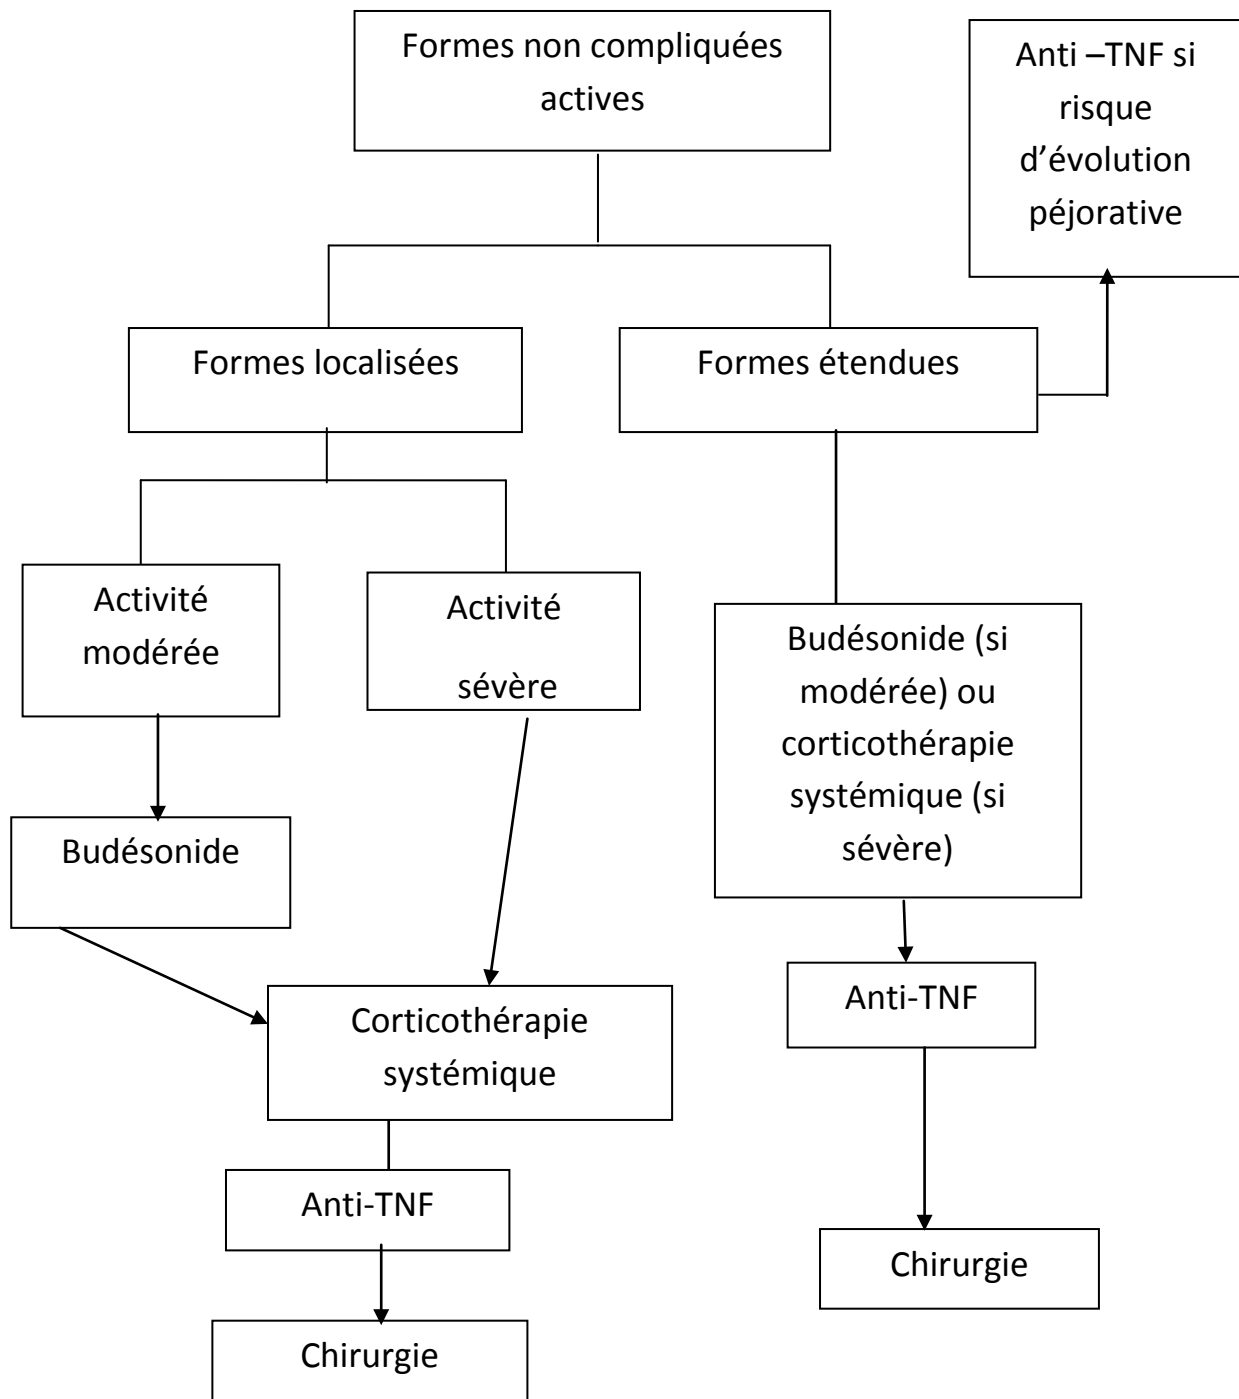 Formes non compliquées
actives
Anti –TNF si
risque
d’évolution
péjorative
Formes localisées
Formes étendues
Activité
modérée
Activité
sévère
Budésonide (si
modérée) ou
corticothérapie
systémique (si
sévère)
Budésonide
Corticothérapie
systémique
Anti-TNF
Anti-TNF
Chirurgie
Chirurgie